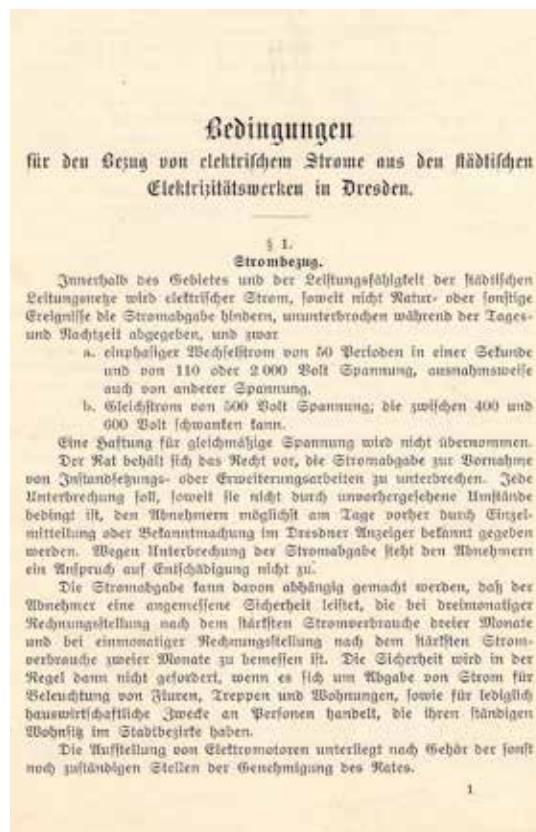 Bedingungen
für den Bezug von elektrischem Strome aus den städtischen
Elektrizitätswerken in Dresden.
§ 1.
Strombezug.
Innerhalb des Gebietes und der Leistungsfähigkeit der städtischen
Leitungsnetze wird elektrischer Strom, soweit nicht Natur- oder sonstige
Ereignisse die Stromabgabe hindern, ununterbrochen während der Tages-
und Nachtzeit abgegeben, und zwar
a. einphasiger Wechselstrom von 50 Perioden in einer Sekunde
und von 110 oder 2 000 Volt Spannung, ausnahmsweise
auch von anderer Spannung,
b. Gleichstrom von 500 Volt Spannung; die zwischen 400 und
600 Volt schwanken kann.
Eine Haftung für gleichmäßige Spannung wird nicht übernommen.
Der Rat behält sich das Recht vor, die Stromabgabe zur Vornahme
von Instandsetzungs- oder Erweiterungsarbeiten zu unterbrechen. Jede
Unterbrechung soll, soweit sie nicht durch unvorhergesehene Umstände
bedingt ist, den Abnehmern möglichst am Tage vorher durch Einzel-
mitteilung oder Bekanntmachung im Dresdner Anzeiger bekannt gegeben
werden. Wegen Unterbrechung der Stromabgabe steht den Abnehmern
ein Anspruch auf Entschädigung nicht zu.
Die Stromabgabe kann davon abhängig gemacht werden, daß der
Abnehmer eine angemessene Sicherheit leistet, die bei dreimonatiger
Rechnungsstellung nach dem stärksten Stromverbrauche dreier Monate
und bei einmonatiger Rechnungsstellung nach dem stärksten Strom-
verbrauche zweier Monate zu bemessen ist. Die Sicherheit wird in der
Regel dann nicht gefordert, wenn es sich um Abgabe von Strom für
Beleuchtung von Fluren, Treppen und Wohnungen, sowie für lediglich
hauswirtschaftliche Zwecke an Personen handelt, die ihren ständigen
Wohnsitz im Stadtbezirke haben.
Die Aufstellung von Elektromotoren unterliegt nach Gehör der sonst
noch zuständigen Stellen der Genehmigung des Rates.
1